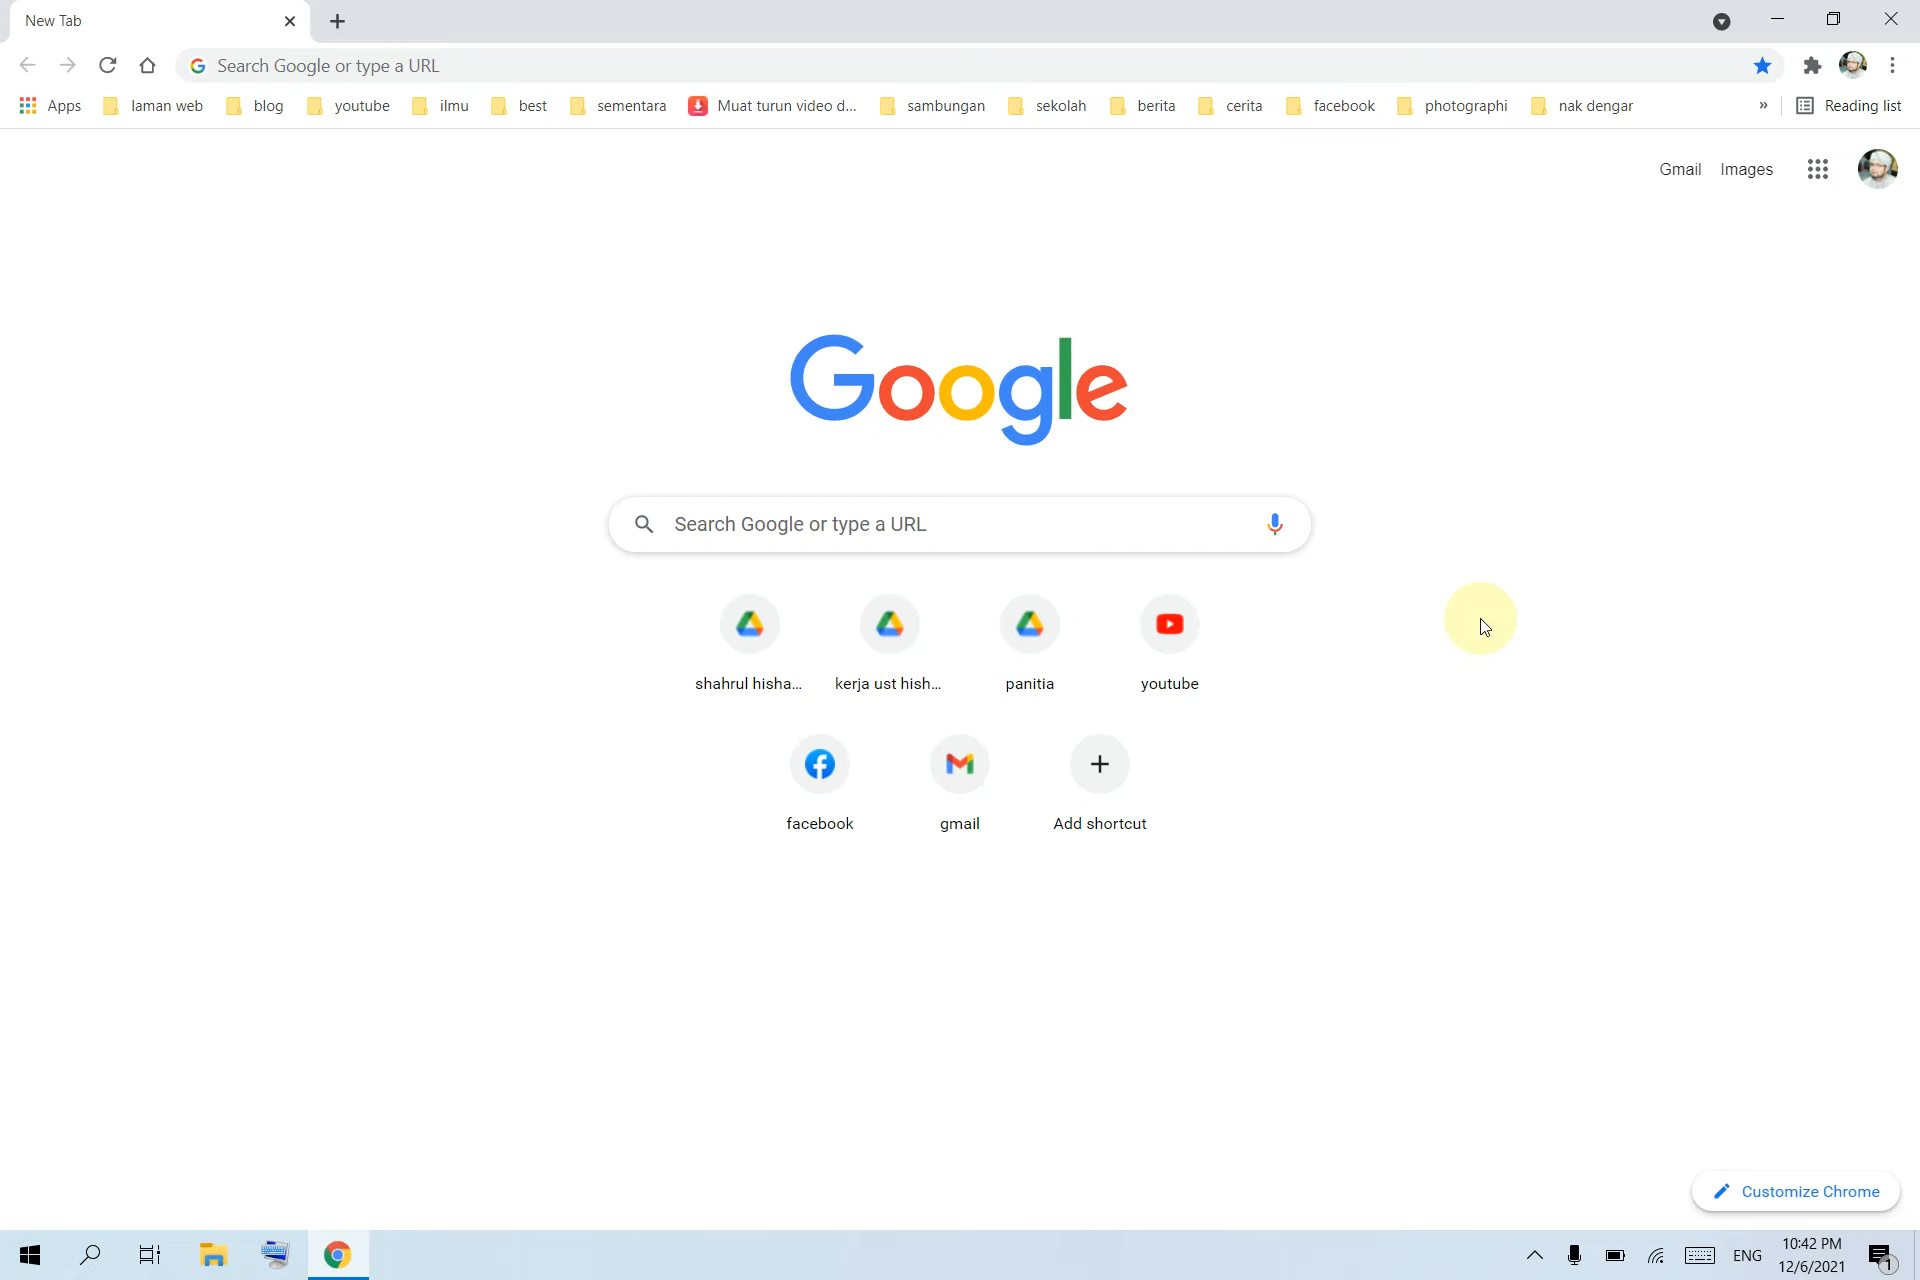 New Tab
Search Google or type a URL
Apps laman web blog youtube ilmu best sementara Muat turun video d... sambungan sekolah berita cerita facebook photographi nak dengar » Reading list
Gmail Images
Google
Search Google or type a URL
shahrul hisha... kerja ust hish... panitia youtube
facebook gmail Add shortcut
Customize Chrome
ENG 10:42 PM
12/6/2021 1